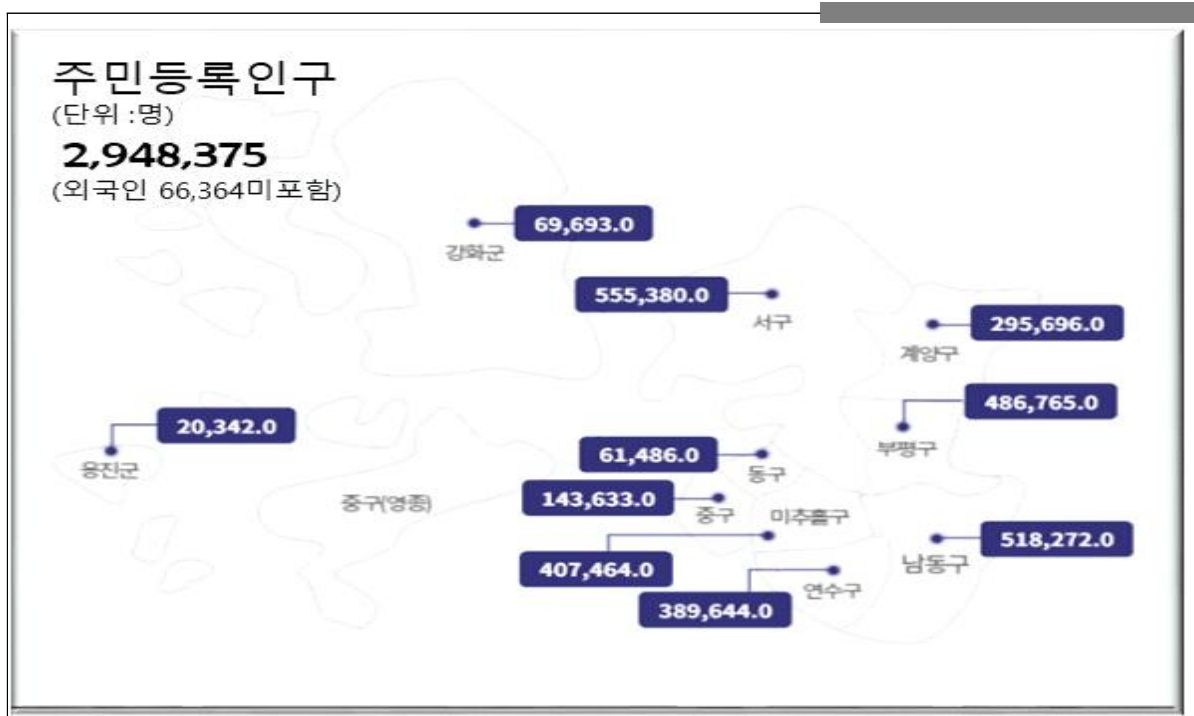 주민등록인구
(단위 :명)
2,948,375
(외국인 66,364미포함)
69,693.0
강화군
555,380.0
서구
295,696.0
계양구
486,765.0
부평구
20,342.0
옹진군
61,486.0
동구
중구(영종)
143,633.0
중구
미추홀구
518,272.0
남동구
407,464.0
연수구
389,644.0